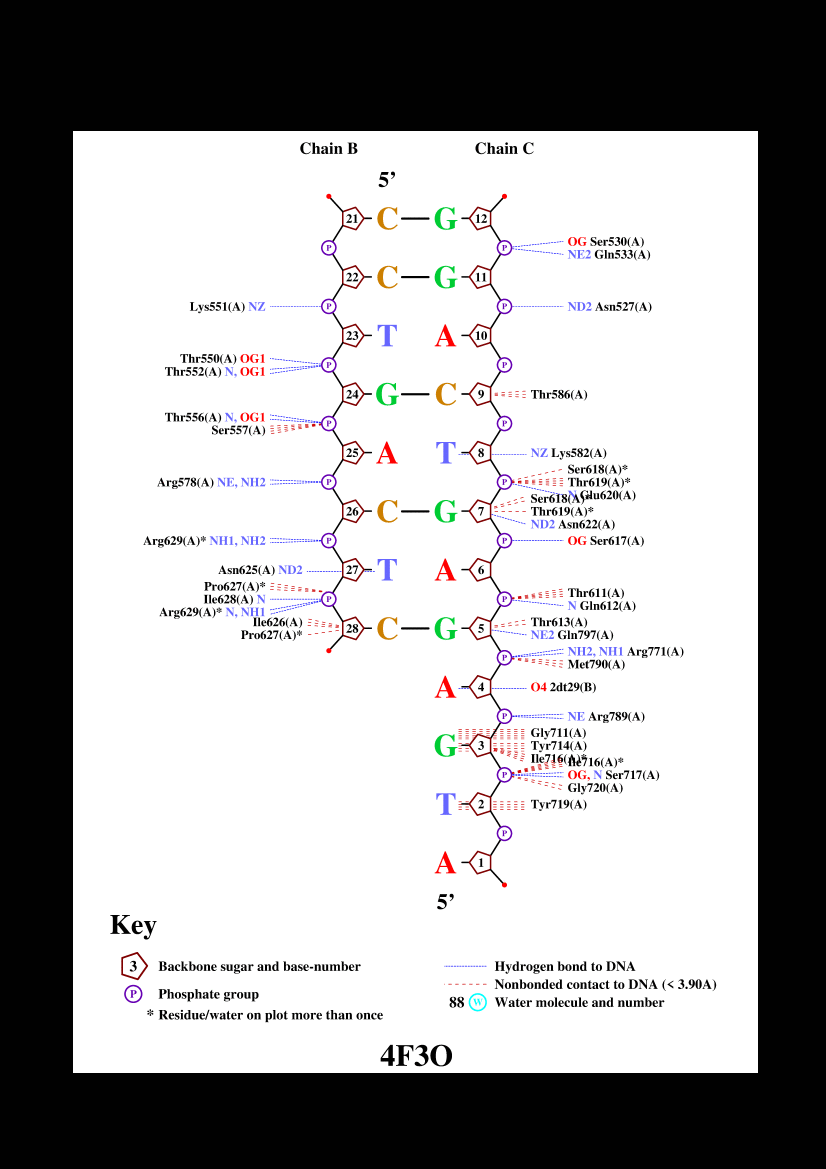 Chain B Chain C
5’
21 C G 12
P P OG Ser530(A)
NE2 Gln533(A)
22 C G 11
Lys551(A) NZ P P ND2 Asn527(A)
23 T A 10
Thr550(A) OG1
Thr552(A) N, OG1 P P
24 G C 9 Thr586(A)
Thr556(A) N, OG1 P P
Ser557(A)
25 A T 8 NZ Lys582(A)
Ser618(A)*
Arg578(A) NE, NH2 P P Thr619(A)*
N Glu620(A)
Ser618(A)*
26 C G 7 Thr619(A)*
ND2 Asn622(A)
Arg629(A)* NH1, NH2 P P OG Ser617(A)
Asn625(A) ND2 27 T A 6
Pro627(A)* Thr611(A)
Ile628(A) N P P
Arg629(A)* N, NH1 N Gln612(A)
Ile626(A) Thr613(A)
28 C G 5
Pro627(A)* NE2 Gln797(A)
NH2, NH1 Arg771(A)
P Met790(A)
A 4 O4 2dt29(B)
P NE Arg789(A)
Gly711(A)
G 3 Tyr714(A)
Ile716(A)*
Ile716(A)*
P OG, N Ser717(A)
Gly720(A)
T 2 Tyr719(A)
P
A 1
5’
Key
3 Backbone sugar and base-number
P Phosphate group
* Residue/water on plot more than once
Hydrogen bond to DNA
Nonbonded contact to DNA (< 3.90A)
88 W Water molecule and number
4F3O